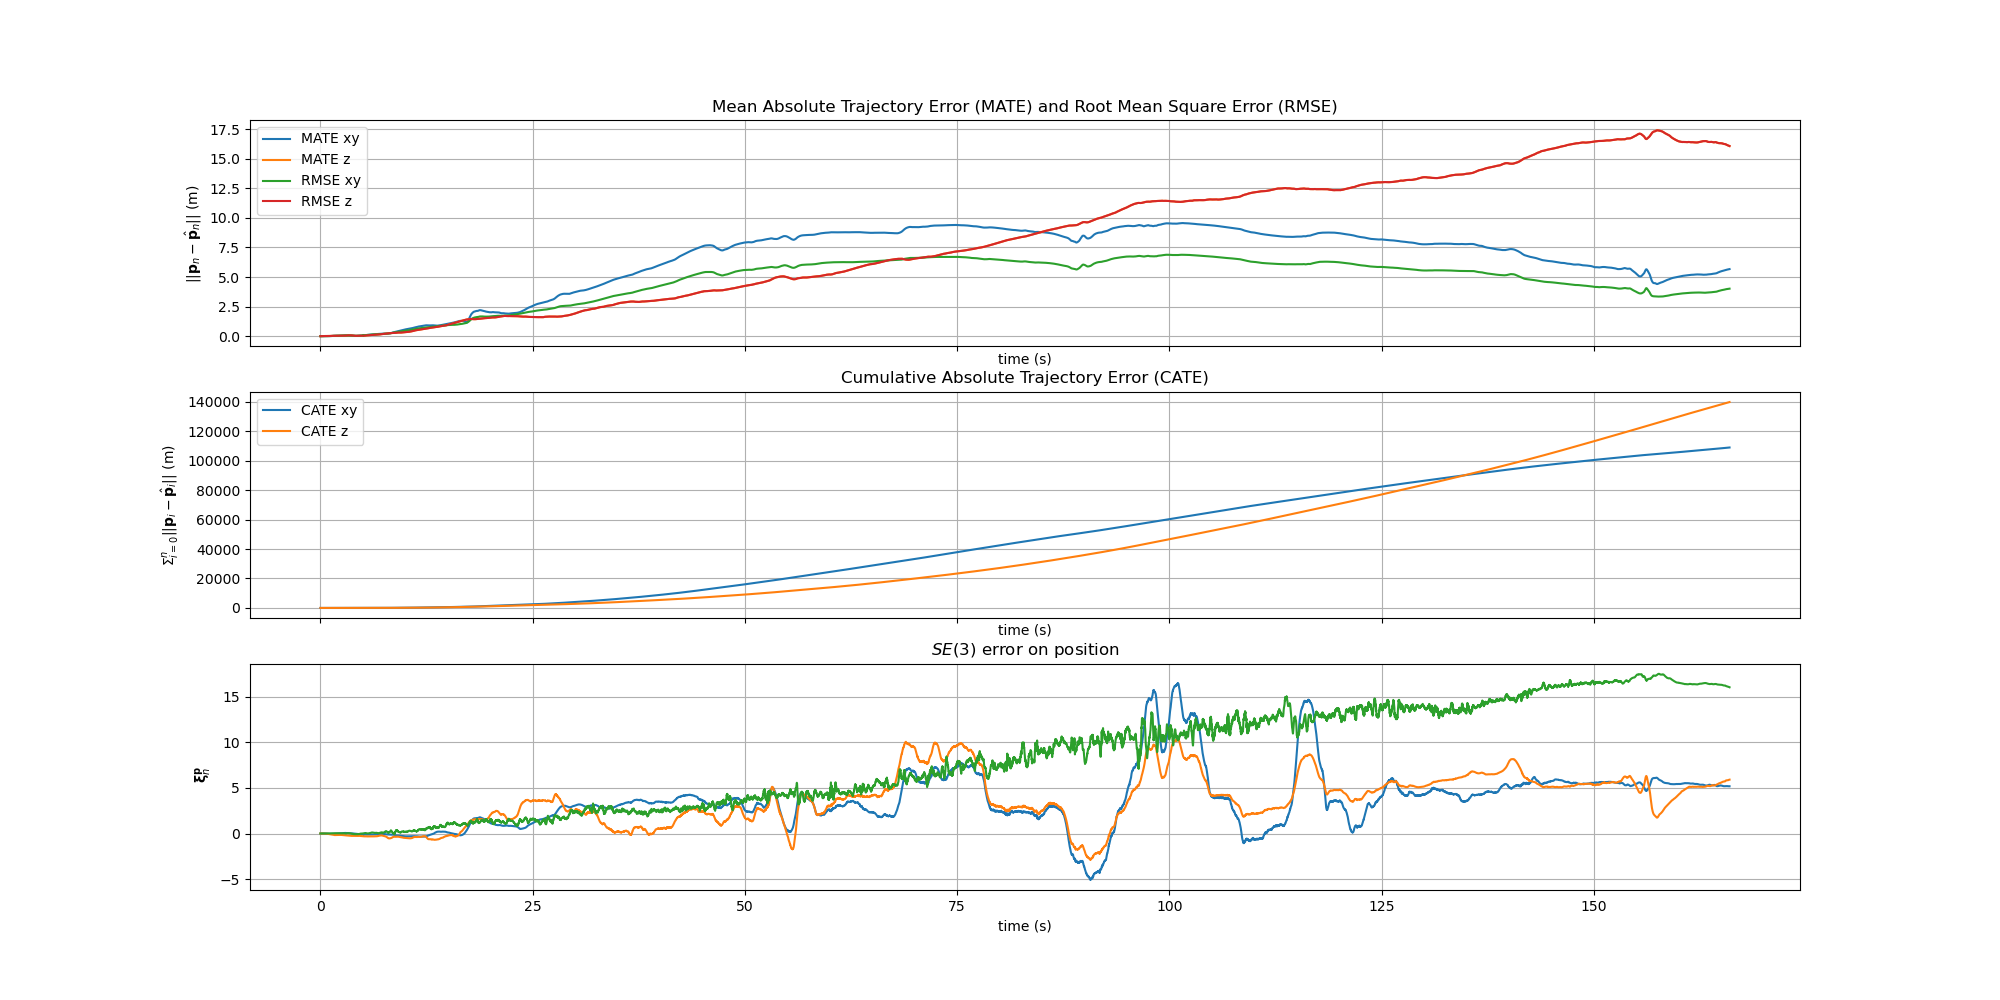 Mean Absolute Trajectory Error (MATE) and Root Mean Square Error (RMSE)
17.5
15.0
12.5
10.0
7.5
5.0
2.5
0.0
||𝐩ₙ − 𝐩̂ₙ|| (m)
MATE xy
MATE z
RMSE xy
RMSE z
time (s)
Cumulative Absolute Trajectory Error (CATE)
140000
120000
100000
80000
60000
40000
20000
0
Σⁿᵢ₌₀||𝐩ᵢ − 𝐩̂ᵢ|| (m)
CATE xy
CATE z
time (s)
SE(3) error on position
15
10
5
0
−5
0 25 50 75 100 125 150
time (s)